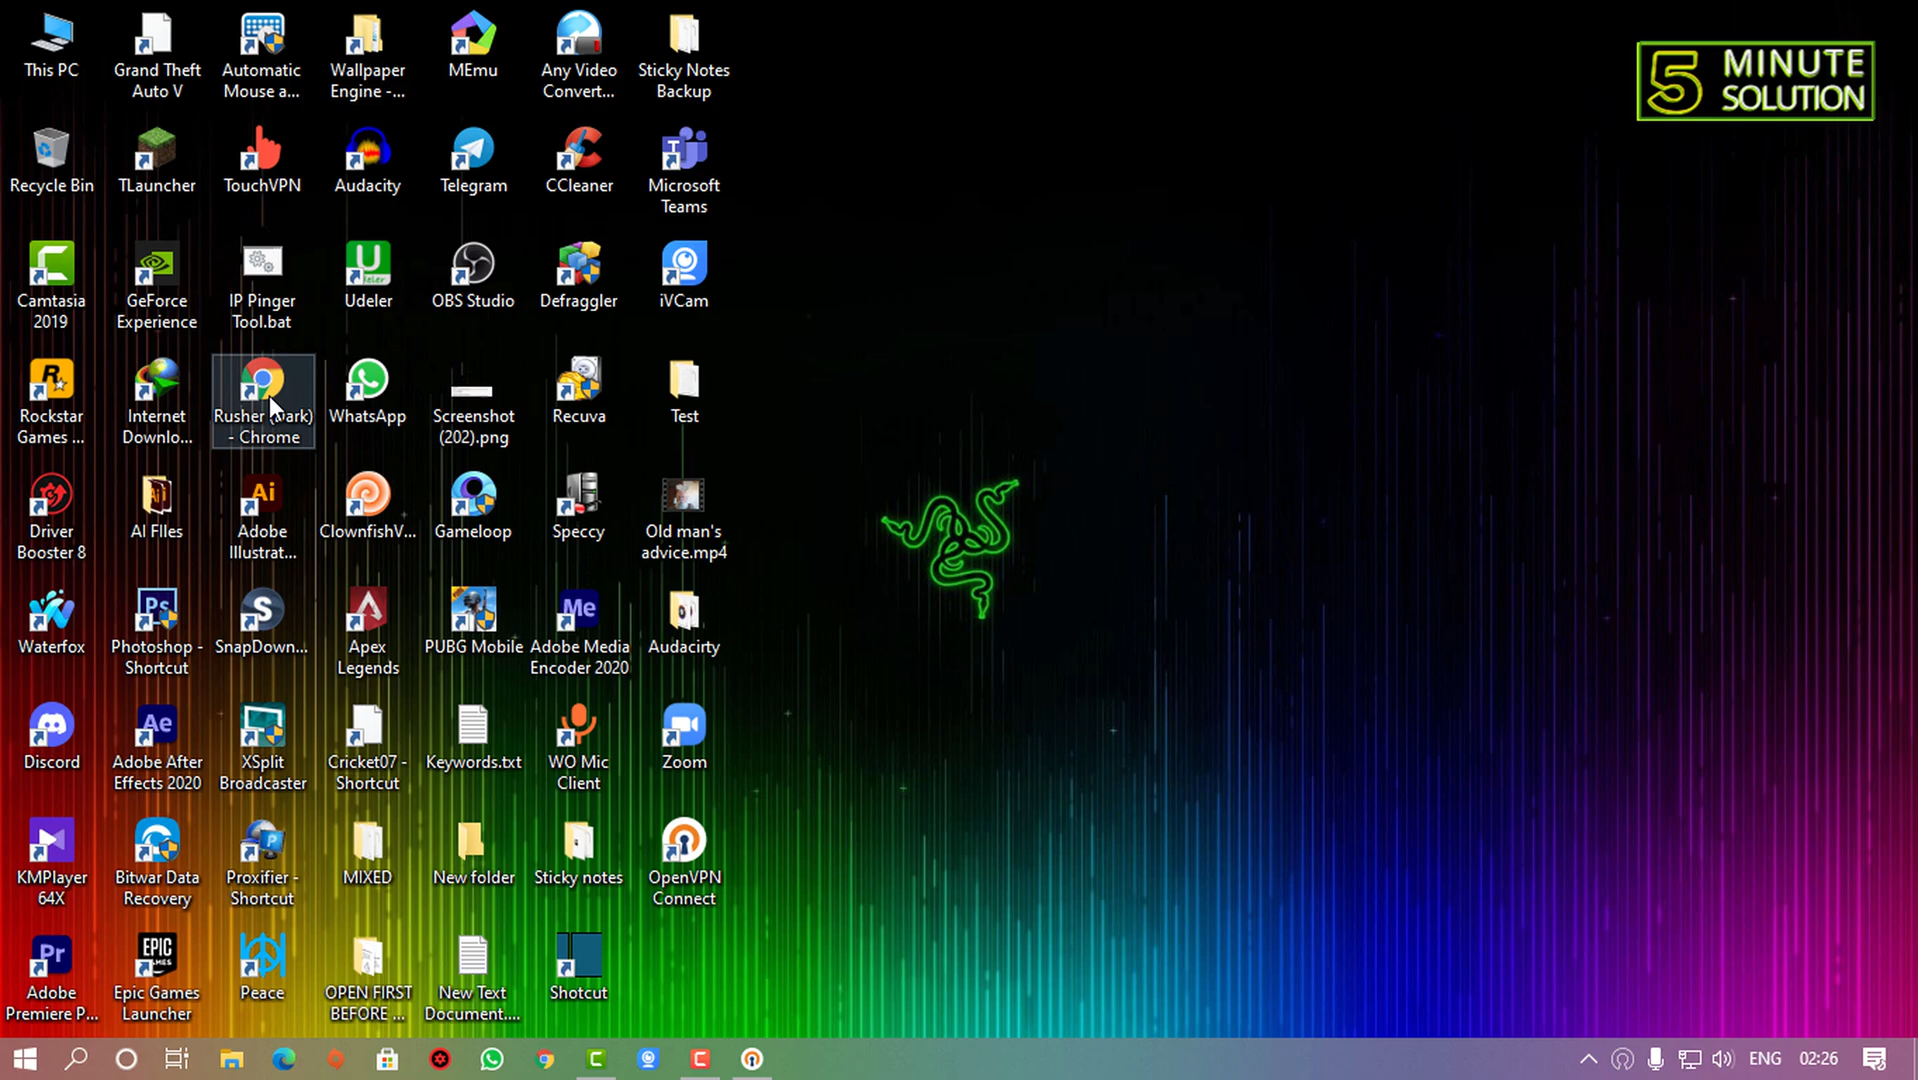 This PC
Grand Theft
Auto V
Automatic
Mouse a...
Wallpaper
Engine -...
MEmu
Any Video
Convert...
Sticky Notes
Backup
5 MINUTE
SOLUTION
Recycle Bin
TLauncher
TouchVPN
Audacity
Telegram
CCleaner
Microsoft
Teams
Camtasia
2019
GeForce
Experience
IP Pinger
Tool.bat
Udeler
OBS Studio
Defraggler
iVCam
Rockstar
Games ...
Internet
Downlo...
Rusher (Dark)
- Chrome
WhatsApp
Screenshot
(202).png
Recuva
Test
Driver
Booster 8
AI FIles
Adobe
Illustrat...
ClownfishV...
Gameloop
Speccy
Old man's
advice.mp4
Waterfox
Photoshop -
Shortcut
SnapDown...
Apex
Legends
PUBG Mobile
Adobe Media
Encoder 2020
Audacirty
Discord
Adobe After
Effects 2020
XSplit
Broadcaster
Cricket07 -
Shortcut
Keywords.txt
WO Mic
Client
Zoom
KMPlayer
64X
Bitwar Data
Recovery
Proxifier -
Shortcut
MIXED
New folder
Sticky notes
OpenVPN
Connect
Adobe
Premiere P...
Epic Games
Launcher
Peace
OPEN FIRST
BEFORE ...
New Text
Document....
Shotcut
ENG 02:26